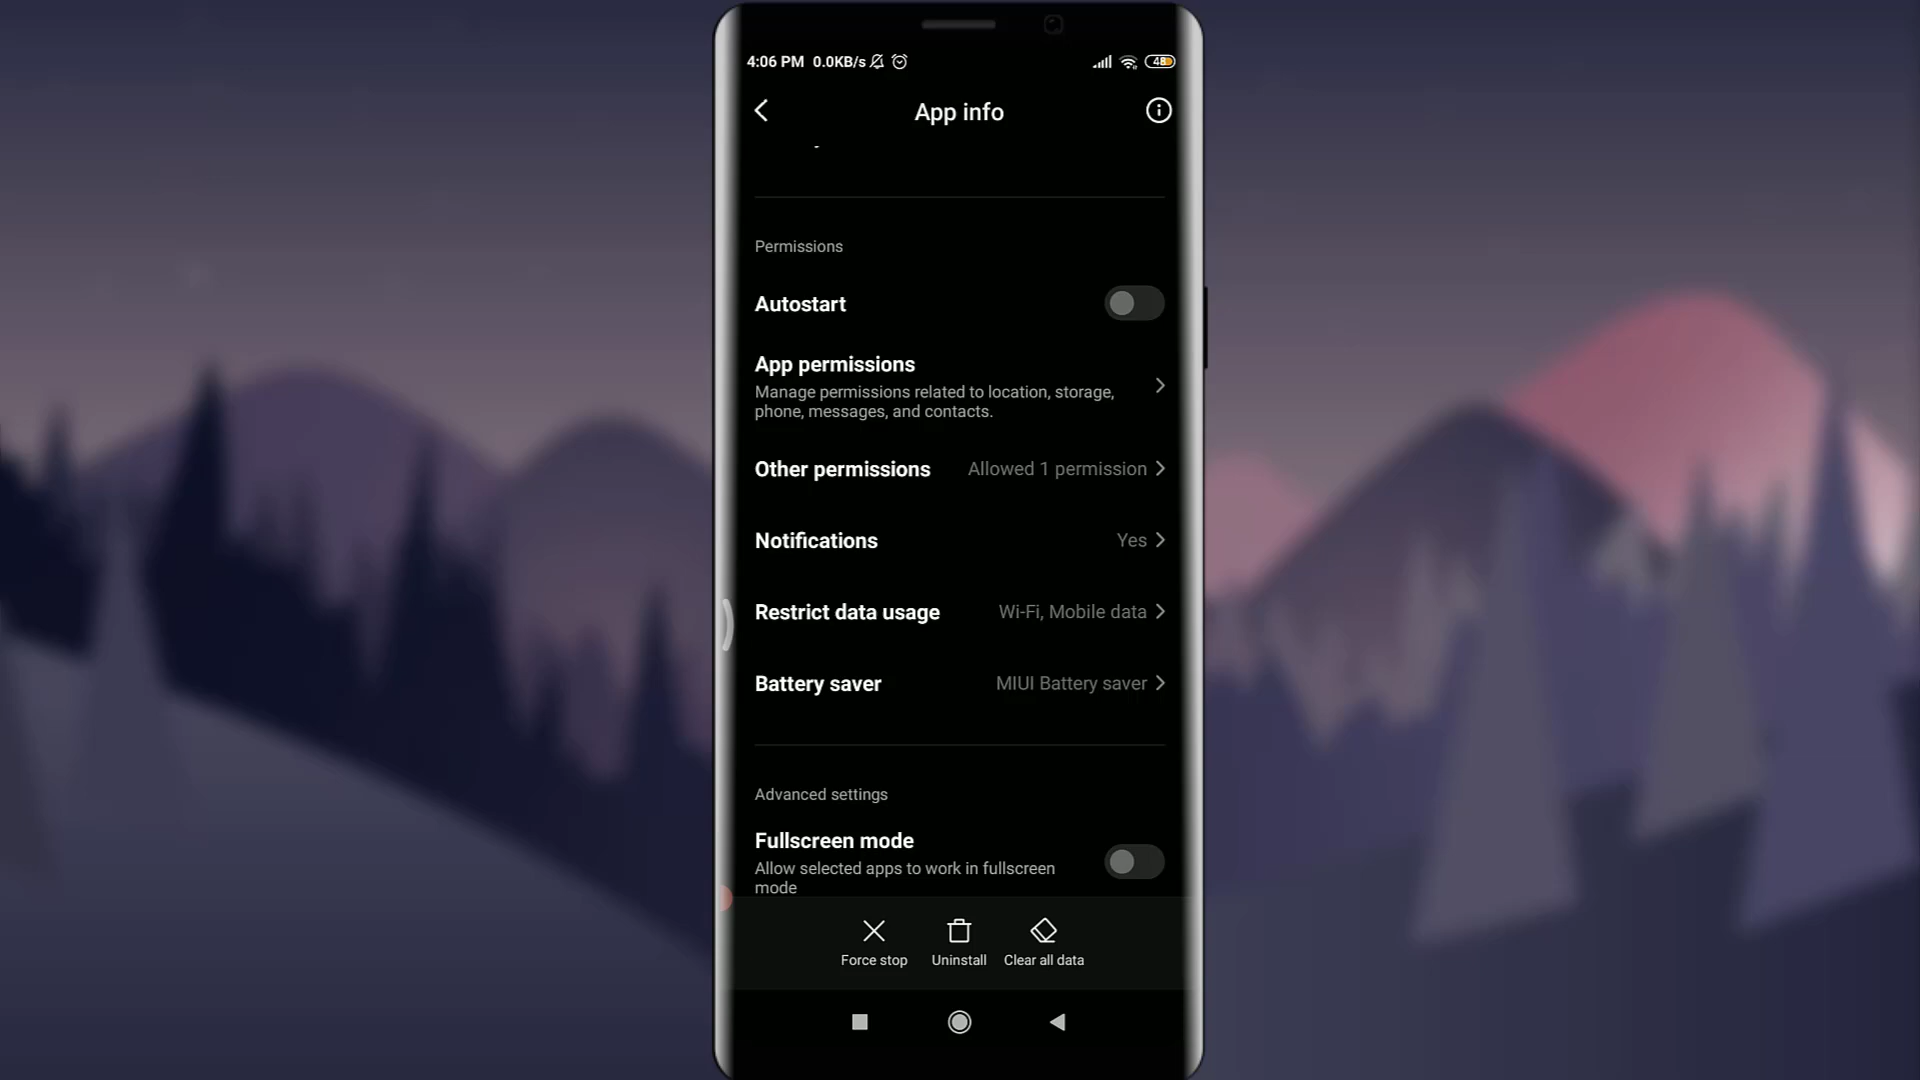 4:06 PM 0.0KB/s 48
App info
Permissions
Autostart
App permissions
Manage permissions related to location, storage,
phone, messages, and contacts.
Other permissions Allowed 1 permission
Notifications Yes
Restrict data usage Wi-Fi, Mobile data
Battery saver MIUI Battery saver
Advanced settings
Fullscreen mode
Allow selected apps to work in fullscreen
mode
Force stop Uninstall Clear all data